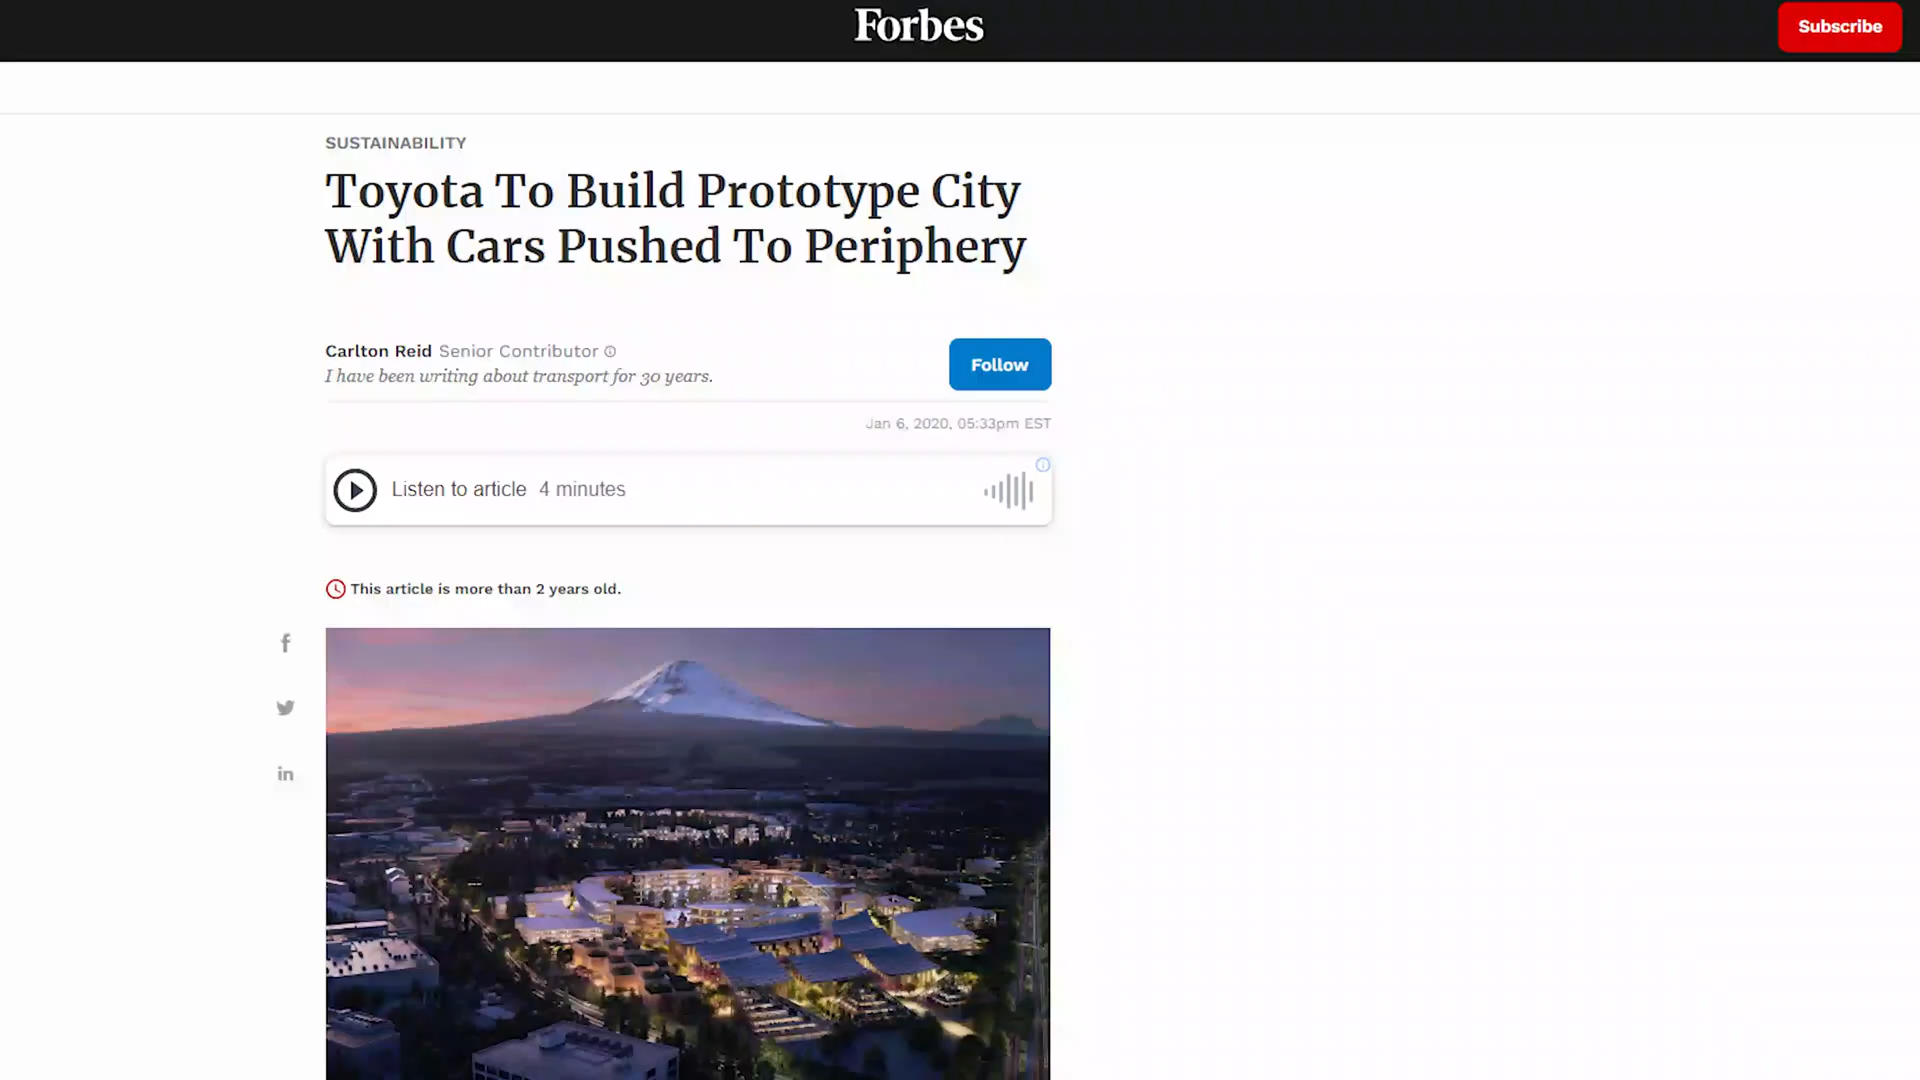 Forbes
Subscribe
SUSTAINABILITY
Toyota To Build Prototype City
With Cars Pushed To Periphery
Carlton Reid Senior Contributor
I have been writing about transport for 30 years.
Follow
Jan 6, 2020, 05:33pm EST
Listen to article 4 minutes
This article is more than 2 years old.